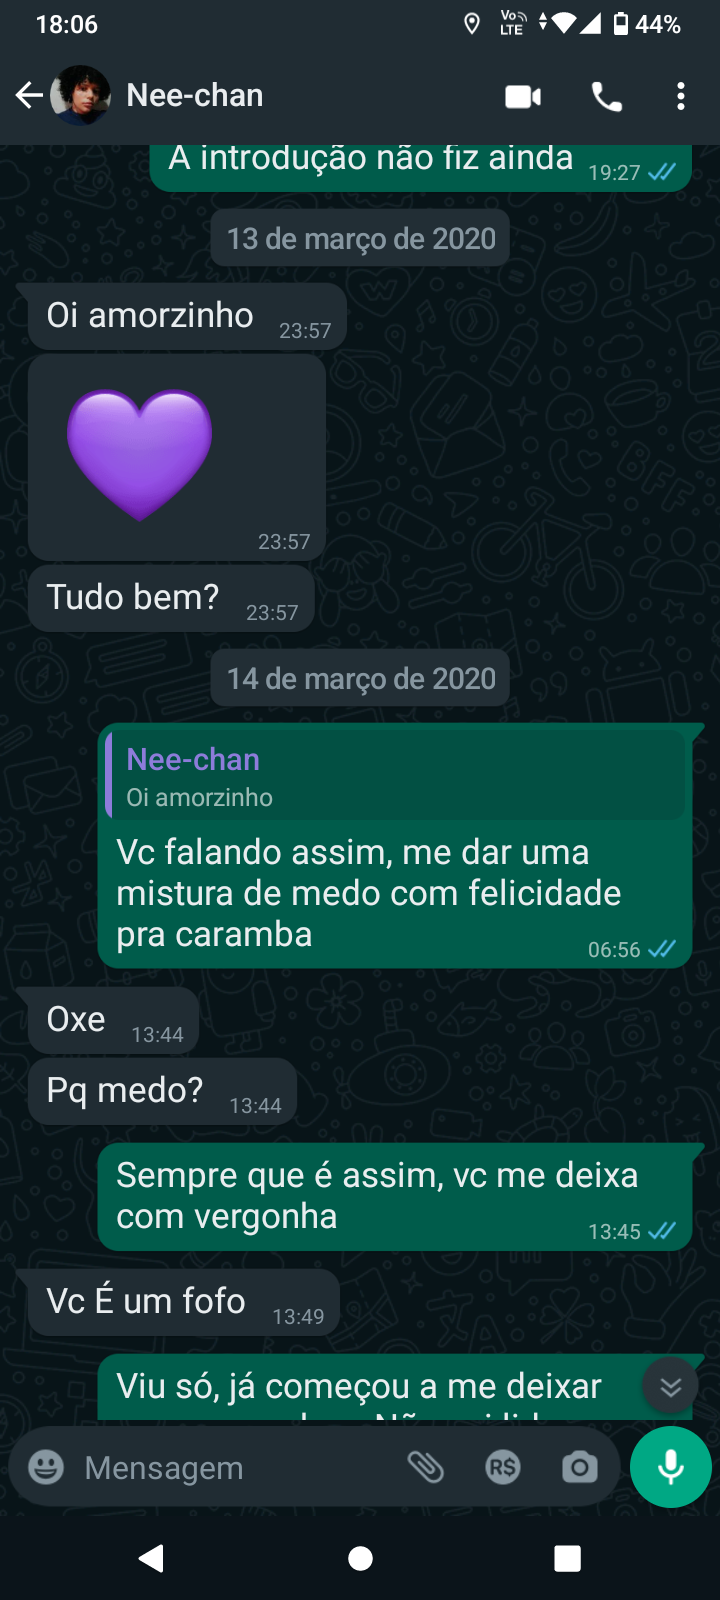 18:06
Vo LTE
44%
Nee-chan
A introdução não fiz ainda 19:27
13 de março de 2020
Oi amorzinho 23:57
23:57
Tudo bem? 23:57
14 de março de 2020
Nee-chan
Oi amorzinho
Vc falando assim, me dar uma
mistura de medo com felicidade
pra caramba 06:56
Oxe 13:44
Pq medo? 13:44
Sempre que é assim, vc me deixa
com vergonha 13:45
Vc É um fofo 13:49
Viu só, já começou a me deixar
Mensagem
R$